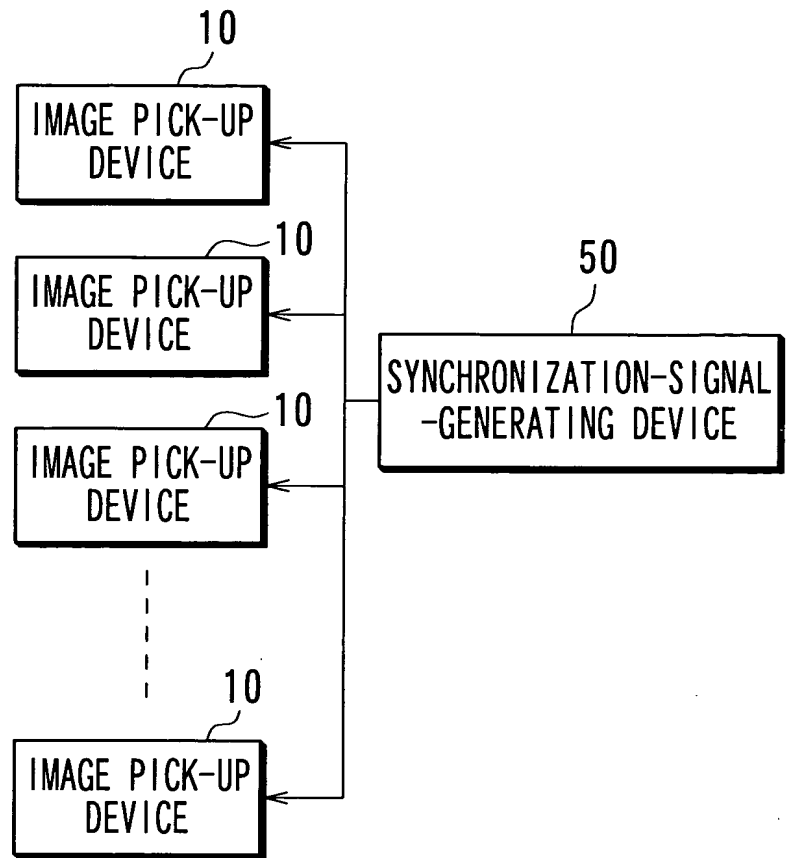 10
IMAGE PICK-UP
DEVICE
10
IMAGE PICK-UP
DEVICE
50
SYNCHRONIZATION-SIGNAL
-GENERATING DEVICE
10
IMAGE PICK-UP
DEVICE
10
IMAGE PICK-UP
DEVICE